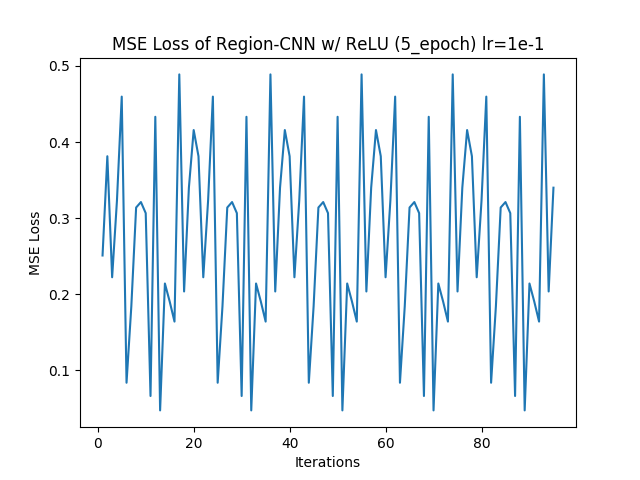 MSE Loss of Region-CNN w/ ReLU (5_epoch) lr=1e-1
0.5
0.4
0.3
0.2
0.1
MSE Loss
0 20 40 60 80
Iterations